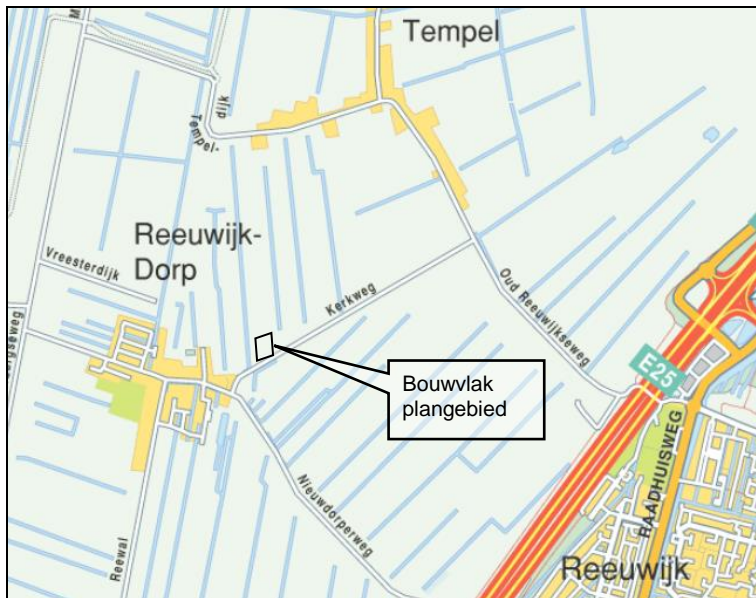 Tempel
M
Tempel-
dijk
Reeuwijk-
Dorp
Vreesterdijk
Kerkweg
Oud Reeuwijkseweg
E25
Bouwvlak
plangebied
RAADHUISWEG
Nieuwdorperweg
Reewal
Reeuwijk